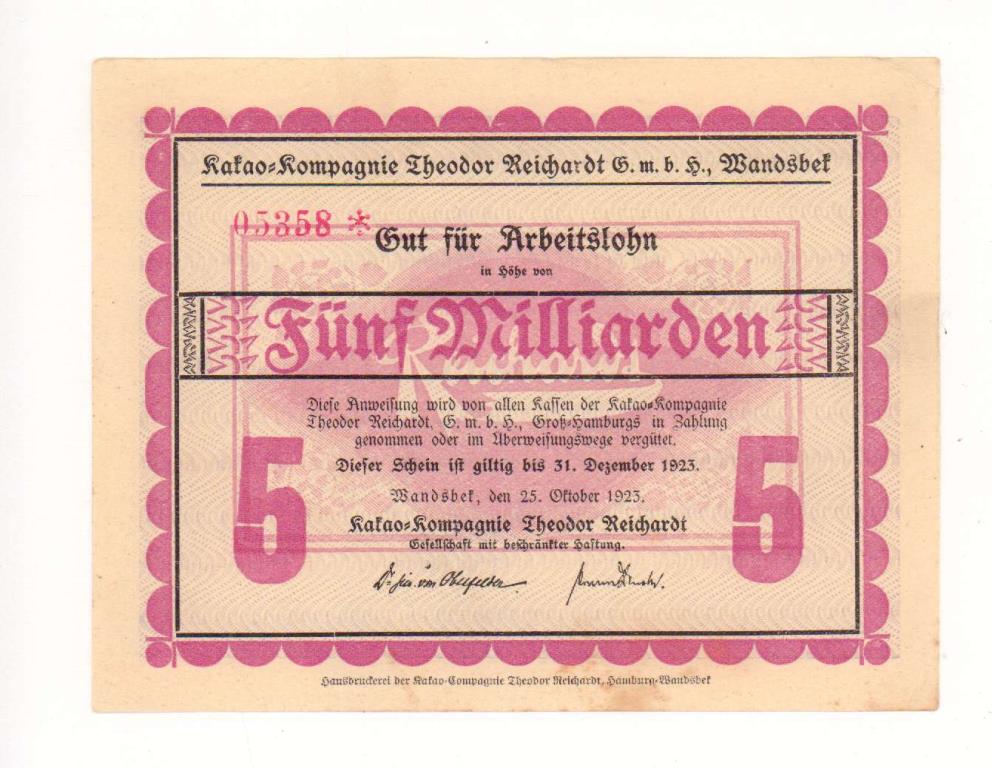 Kakao=Kompagnie Theodor Reichardt G. m. b. H., Wandsbek
05358 *
Gut für Arbeitslohn
in Höhe von
Fünf Milliarden
Reichardt
Diese Anweisung wird von allen Kassen der Kakao=Kompagnie
Theodor Reichardt, G. m. b. H., Groß=Hamburgs in Zahlung
genommen oder im Überweisungswege vergütet.
Dieser Schein ist giltig bis 31. Dezember 1923.
Wandsbek, den 25. Oktober 1923.
Kakao=Kompagnie Theodor Reichardt
Gesellschaft mit beschränkter Haftung.
5 5
Hausdruckerei der Kakao=Compagnie Theodor Reichardt, Hamburg=Wandsbek